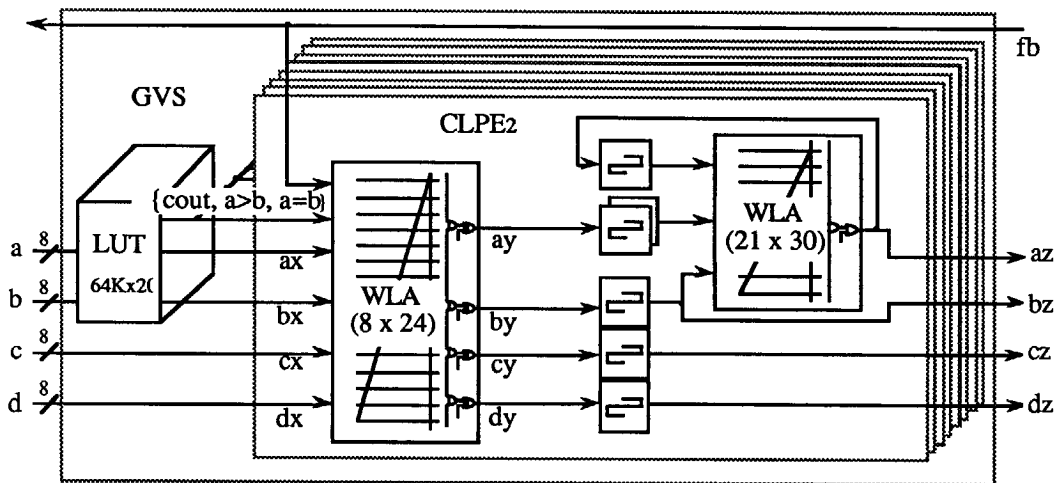 fb
GVS
CLPE2
{cout, a>b, a=b}
LUT
64Kx20
WLA
(8 x 24)
WLA
(21 x 30)
a 8 ax ay az
b 8 bx by bz
c 8 cx cy cz
d 8 dx dy dz